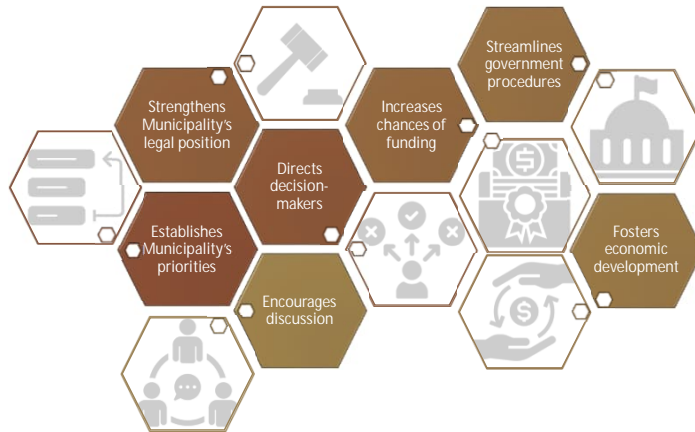 Streamlines
government
procedures
Strengthens
Municipality's
legal position
Increases
chances of
funding
Directs
decision-
makers
Establishes
Municipality's
priorities
Fosters
economic
development
Encourages
discussion